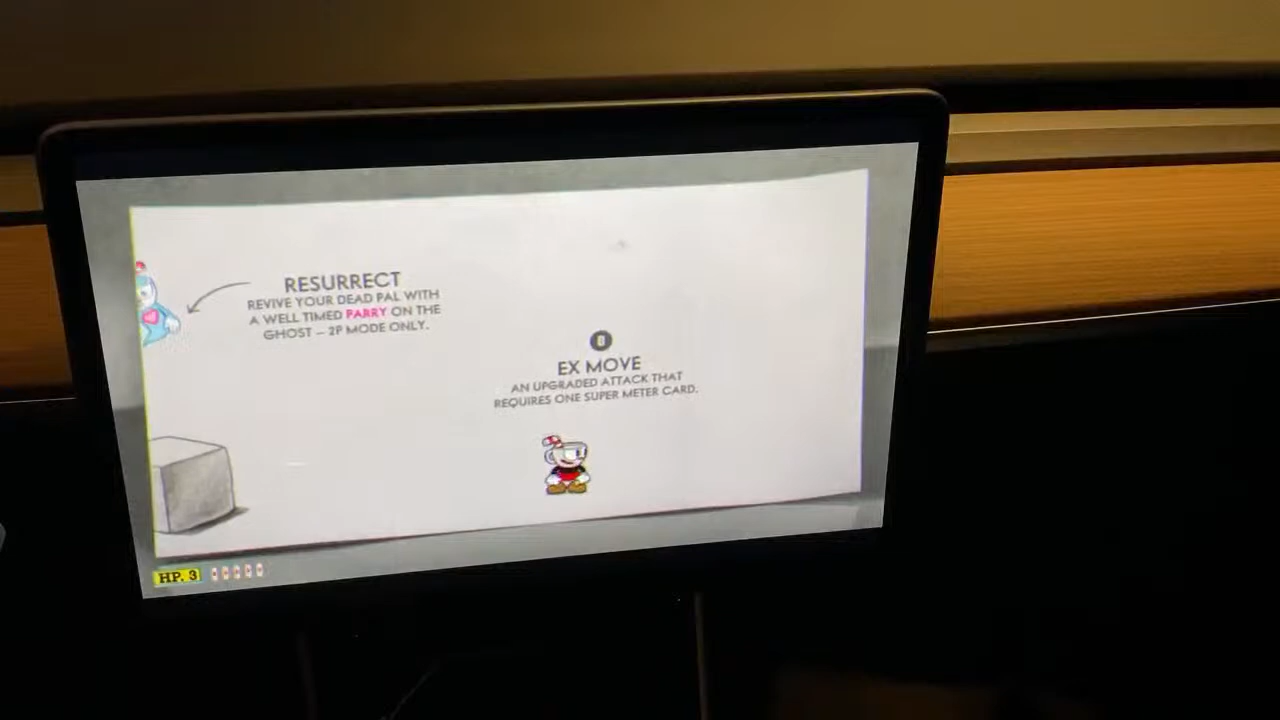 RESURRECT
REVIVE YOUR DEAD PAL WITH
A WELL TIMED PARRY ON THE
GHOST – 2P MODE ONLY.
EX MOVE
AN UPGRADED ATTACK THAT
REQUIRES ONE SUPER METER CARD.
HP. 3